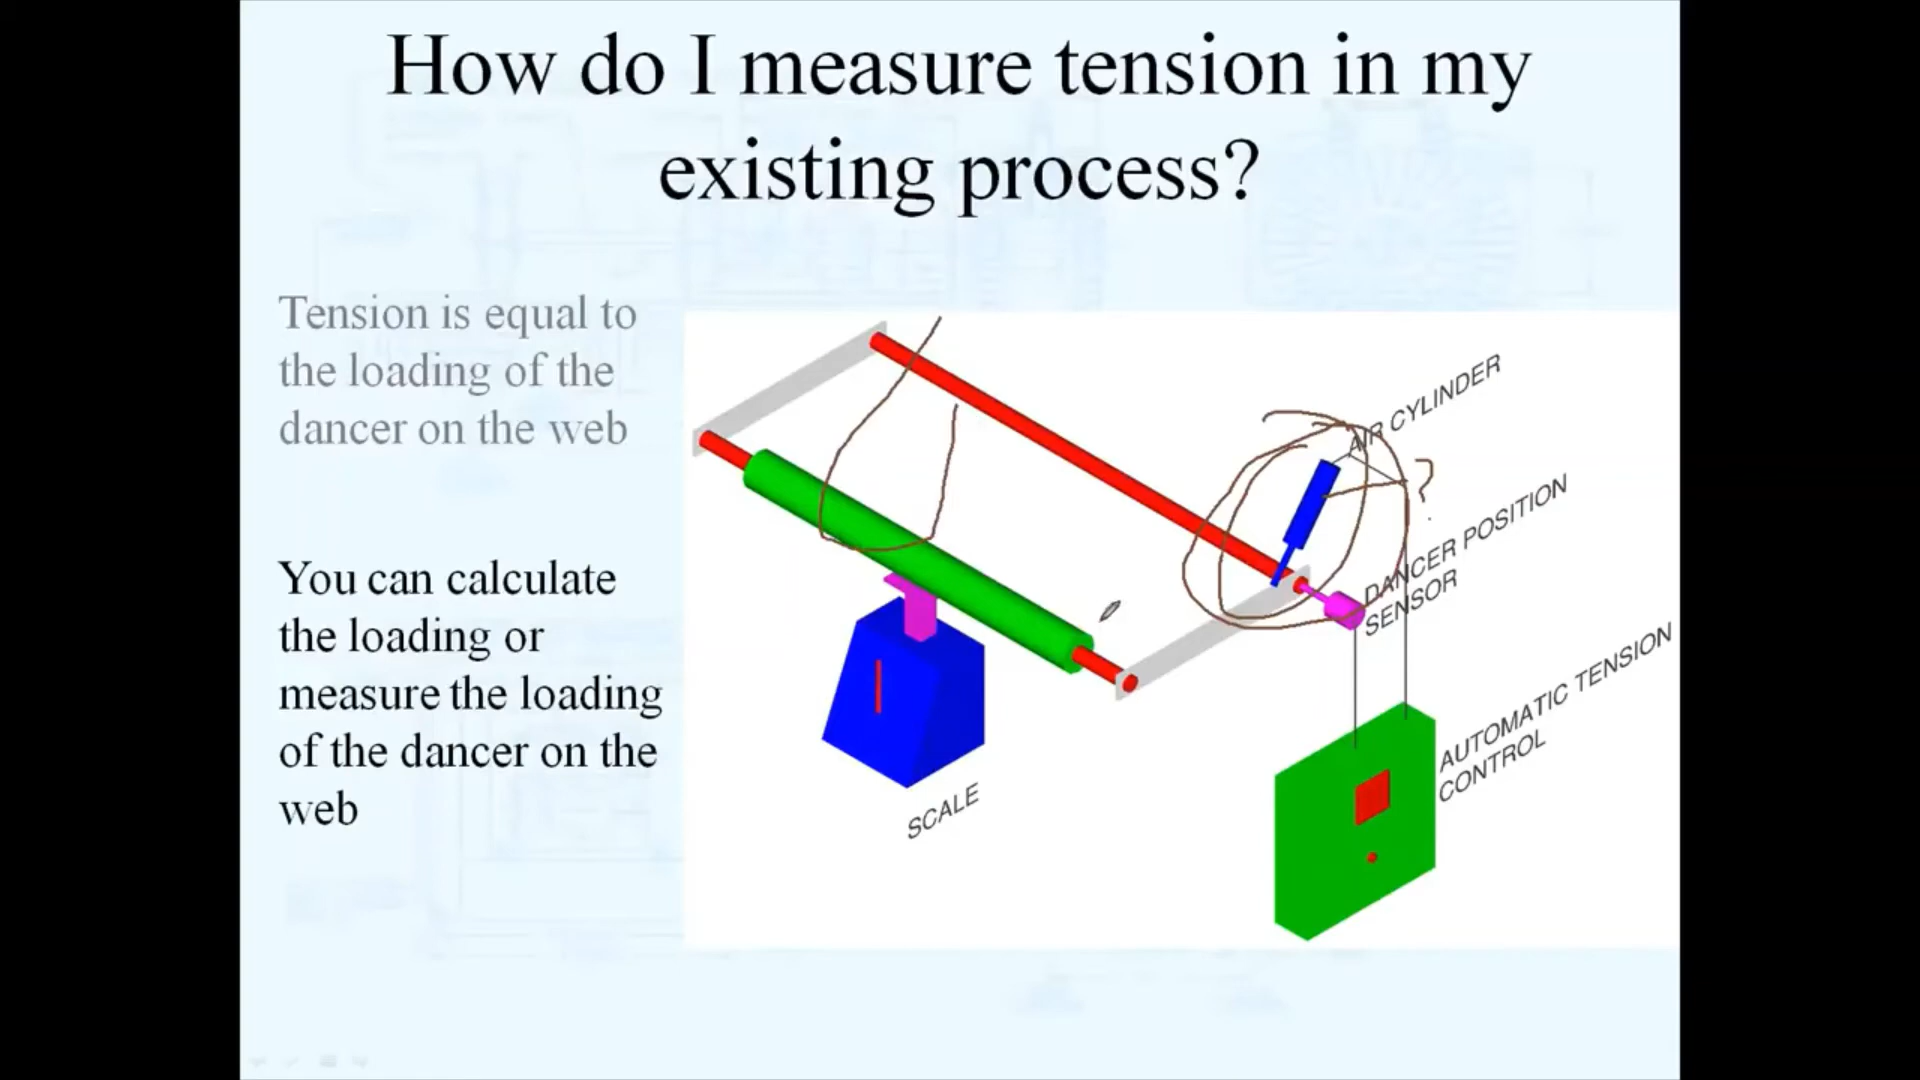 How do I measure tension in my
existing process?
Tension is equal to
the loading of the
dancer on the web
You can calculate
the loading or
measure the loading
of the dancer on the
web
AIR CYLINDER
?
DANCER POSITION
SENSOR
AUTOMATIC TENSION
CONTROL
SCALE